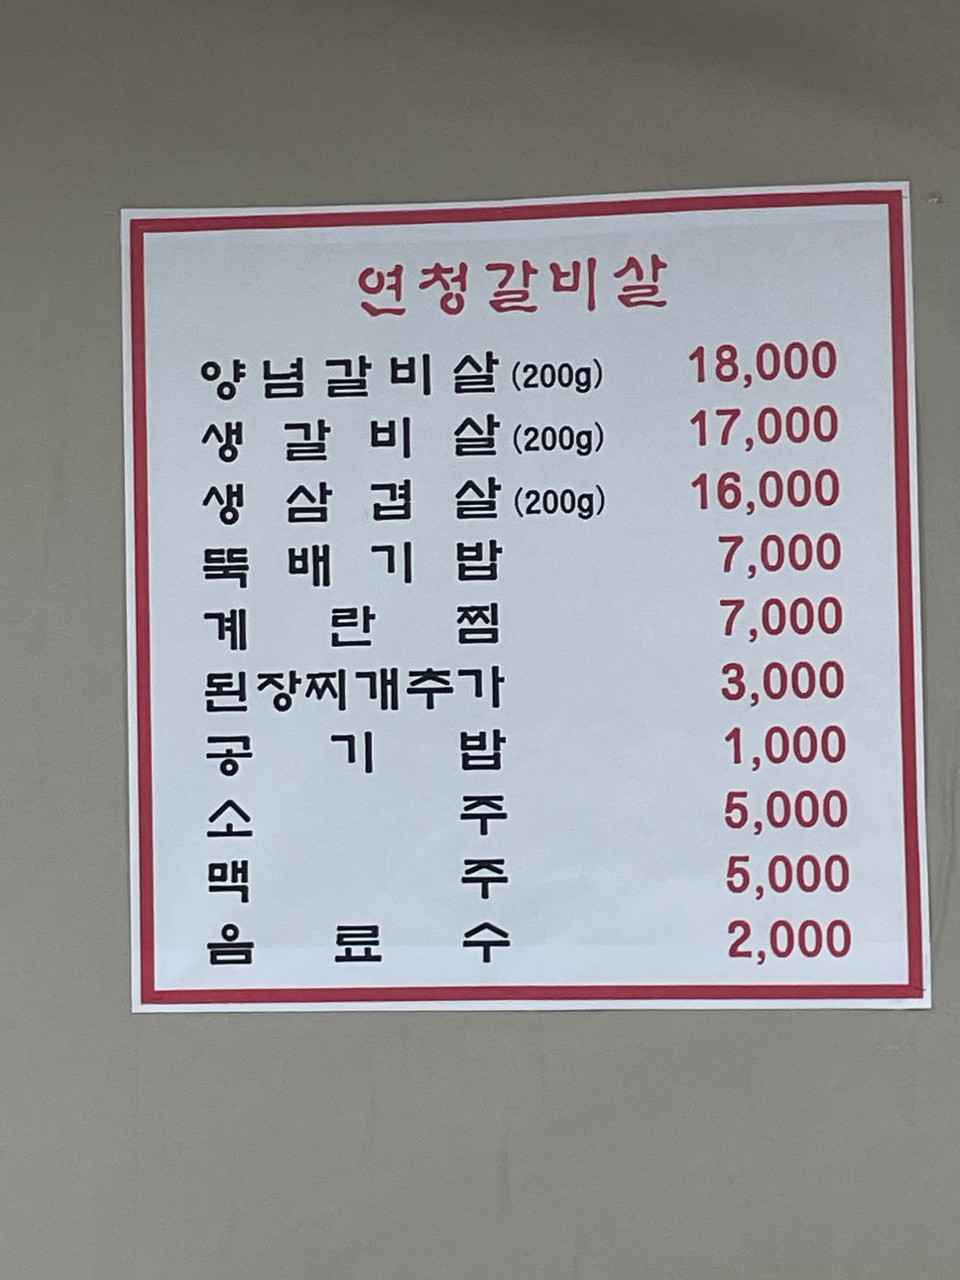 연청갈비살
양념갈비살(200g) 18,000
생갈비살(200g) 17,000
생삼겹살(200g) 16,000
뚝배기밥 7,000
계란찜 7,000
된장찌개추가 3,000
공기밥 1,000
소주 5,000
맥주 5,000
음료수 2,000